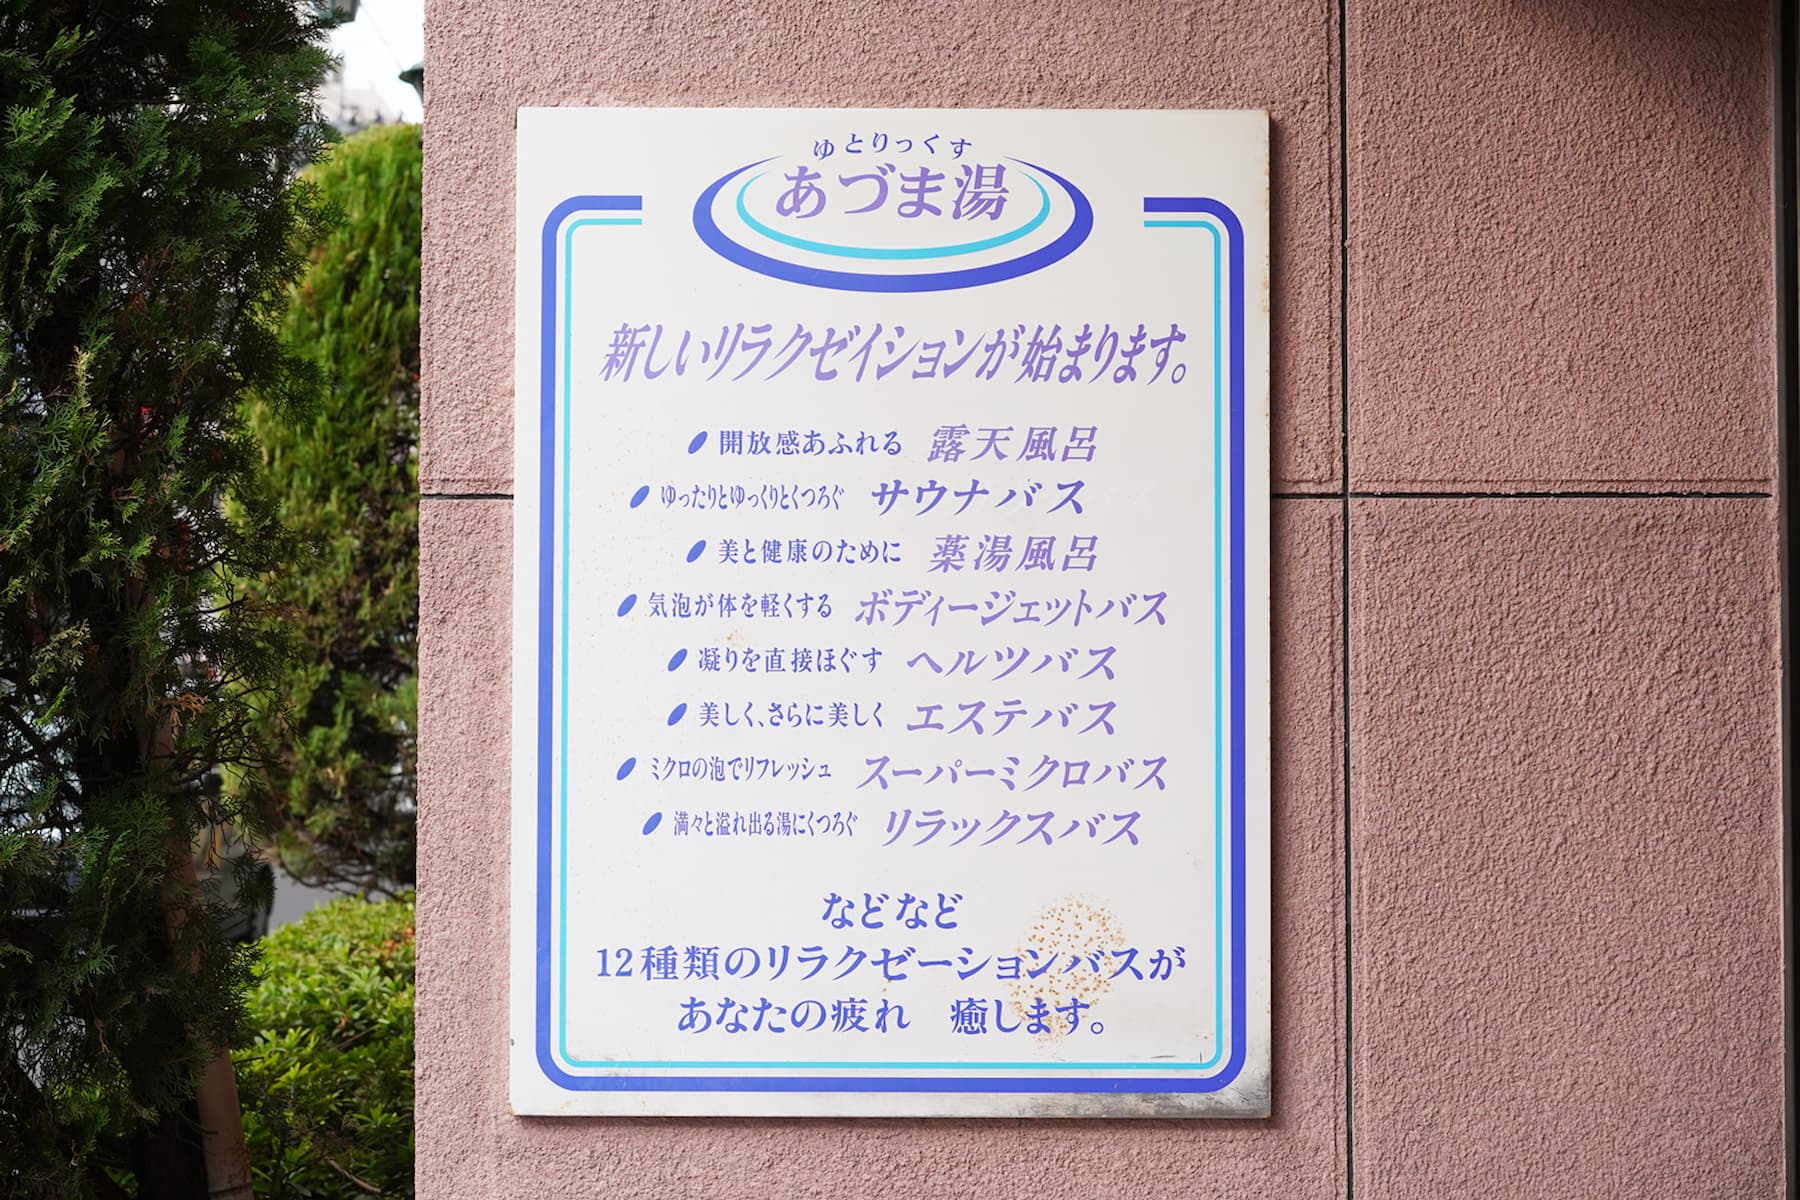 ゆとりっくす
あづま湯
新しいリラクゼイションが始まります。
開放感あふれる 露天風呂
ゆったりとゆっくりとくつろぐ サウナバス
美と健康のために 薬湯風呂
気泡が体を軽くする ボディージェットバス
凝りを直接ほぐす ヘルツバス
美しく、さらに美しく エステバス
ミクロの泡でリフレッシュ スーパーミクロバス
満々と溢れ出る湯にくつろぐ リラックスバス
などなど
12種類のリラクゼーションバスが
あなたの疲れ 癒します。